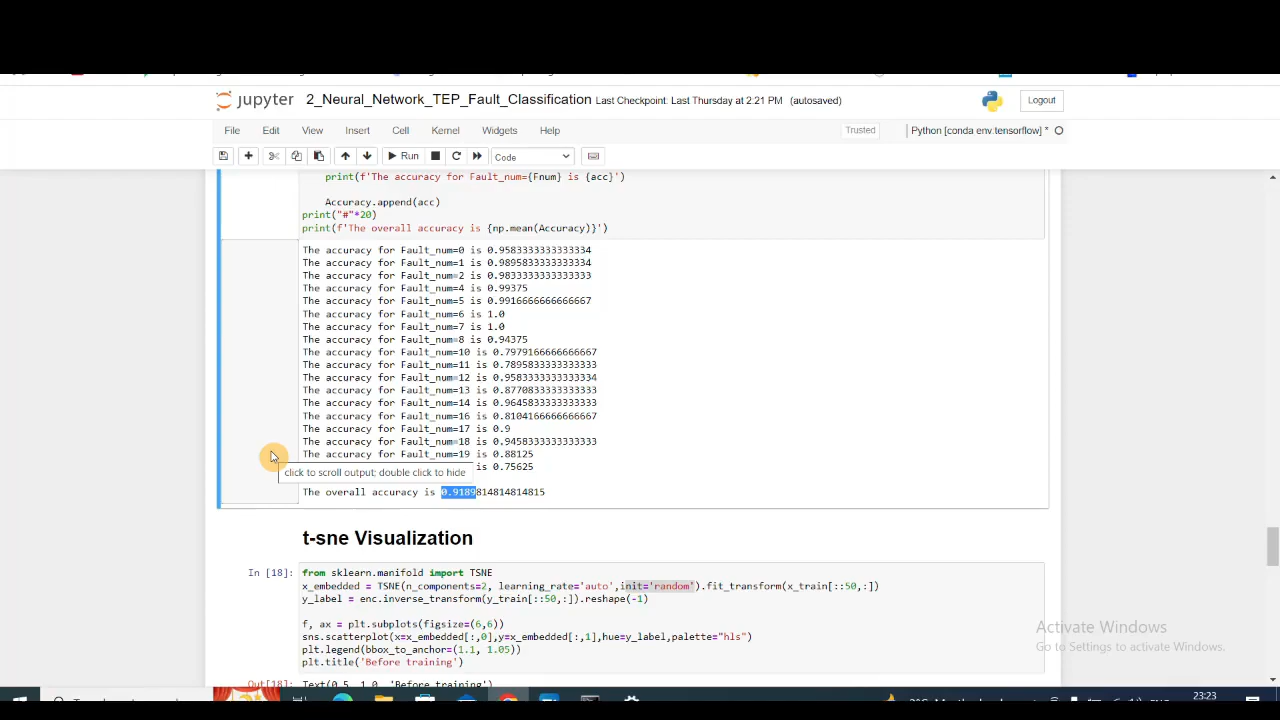 jupyter 2_Neural_Network_TEP_Fault_Classification Last Checkpoint: Last Thursday at 2:21 PM (autosaved) Logout
File Edit View Insert Cell Kernel Widgets Help Trusted Python [conda env:tensorflow] *
Run Code
print(f'The accuracy for Fault_num={Fnum} is {acc}')
Accuracy.append(acc)
print("#"*20)
print(f'The overall accuracy is {np.mean(Accuracy)}')
The accuracy for Fault_num=0 is 0.9583333333333334
The accuracy for Fault_num=1 is 0.9895833333333334
The accuracy for Fault_num=2 is 0.9833333333333333
The accuracy for Fault_num=4 is 0.99375
The accuracy for Fault_num=5 is 0.9916666666666667
The accuracy for Fault_num=6 is 1.0
The accuracy for Fault_num=7 is 1.0
The accuracy for Fault_num=8 is 0.94375
The accuracy for Fault_num=10 is 0.7979166666666667
The accuracy for Fault_num=11 is 0.7895833333333333
The accuracy for Fault_num=12 is 0.9583333333333334
The accuracy for Fault_num=13 is 0.8770833333333333
The accuracy for Fault_num=14 is 0.9645833333333333
The accuracy for Fault_num=16 is 0.8104166666666667
The accuracy for Fault_num=17 is 0.9
The accuracy for Fault_num=18 is 0.9458333333333333
The accuracy for Fault_num=19 is 0.88125
is 0.75625
click to scroll output; double click to hide
The overall accuracy is 0.9189814814814815
t-sne Visualization
In [18]: from sklearn.manifold import TSNE
x_embedded = TSNE(n_components=2, learning_rate='auto',init='random').fit_transform(x_train[::50,:])
y_label = enc.inverse_transform(y_train[::50,:]).reshape(-1)
f, ax = plt.subplots(figsize=(6,6))
sns.scatterplot(x=x_embedded[:,0],y=x_embedded[:,1],hue=y_label,palette="hls")
plt.legend(bbox_to_anchor=(1.1, 1.05))
plt.title('Before training')
Out[18]: Text(0.5, 1.0, 'Before training')
Activate Windows
Go to Settings to activate Windows.
23:23